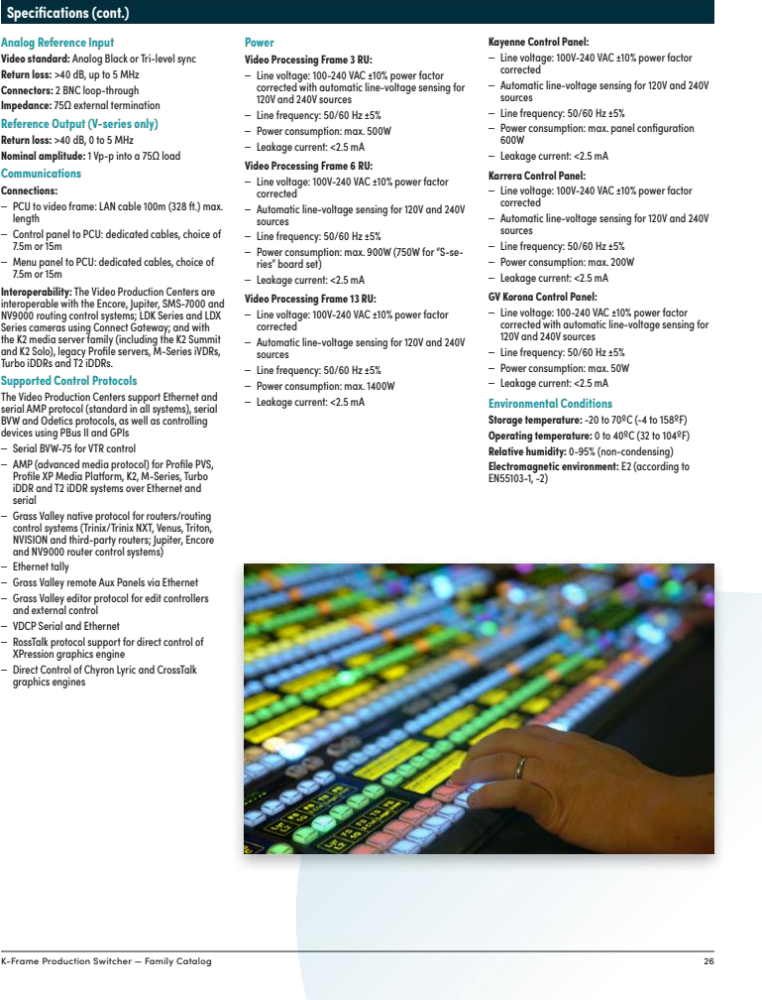 Specifications (cont.)
Analog Reference Input
Video standard: Analog Black or Tri-level sync
Return loss: >40 dB, up to 5 MHz
Connectors: 2 BNC loop-through
Impedance: 75Ω external termination
Reference Output (V-series only)
Return loss: >40 dB, 0 to 5 MHz
Nominal amplitude: 1 Vp-p into a 75Ω load
Communications
Connections:
– PCU to video frame: LAN cable 100m (328 ft.) max.
length
– Control panel to PCU: dedicated cables, choice of
7.5m or 15m
– Menu panel to PCU: dedicated cables, choice of
7.5m or 15m
Interoperability: The Video Production Centers are
interoperable with the Encore, Jupiter, SMS-7000 and
NV9000 routing control systems; LDK Series and LDX
Series cameras using Connect Gateway; and with
the K2 media server family (including the K2 Summit
and K2 Solo), legacy Profile servers, M-Series iVDRs,
Turbo iDDRs and T2 iDDRs.
Supported Control Protocols
The Video Production Centers support Ethernet and
serial AMP protocol (standard in all systems), serial
BVW and Odetics protocols, as well as controlling
devices using PBus II and GPIs
– Serial BVW-75 for VTR control
– AMP (advanced media protocol) for Profile PVS,
Profile XP Media Platform, K2, M-Series, Turbo
iDDR and T2 iDDR systems over Ethernet and
serial
– Grass Valley native protocol for routers/routing
control systems (Trinix/Trinix NXT, Venus, Triton,
NVISION and third-party routers; Jupiter, Encore
and NV9000 router control systems)
– Ethernet tally
– Grass Valley remote Aux Panels via Ethernet
– Grass Valley editor protocol for edit controllers
and external control
– VDCP Serial and Ethernet
– RossTalk protocol support for direct control of
XPression graphics engine
– Direct Control of Chyron Lyric and CrossTalk
graphics engines
Power
Video Processing Frame 3 RU:
– Line voltage: 100-240 VAC ±10% power factor
corrected with automatic line-voltage sensing for
120V and 240V sources
– Line frequency: 50/60 Hz ±5%
– Power consumption: max. 500W
– Leakage current: <2.5 mA
Video Processing Frame 6 RU:
– Line voltage: 100V-240 VAC ±10% power factor
corrected
– Automatic line-voltage sensing for 120V and 240V
sources
– Line frequency: 50/60 Hz ±5%
– Power consumption: max. 900W (750W for “S-se-
ries” board set)
– Leakage current: <2.5 mA
Video Processing Frame 13 RU:
– Line voltage: 100V-240 VAC ±10% power factor
corrected
– Automatic line-voltage sensing for 120V and 240V
sources
– Line frequency: 50/60 Hz ±5%
– Power consumption: max. 1400W
– Leakage current: <2.5 mA
Kayenne Control Panel:
– Line voltage: 100V-240 VAC ±10% power factor
corrected
– Automatic line-voltage sensing for 120V and 240V
sources
– Line frequency: 50/60 Hz ±5%
– Power consumption: max. panel configuration
600W
– Leakage current: <2.5 mA
Karrera Control Panel:
– Line voltage: 100V-240 VAC ±10% power factor
corrected
– Automatic line-voltage sensing for 120V and 240V
sources
– Line frequency: 50/60 Hz ±5%
– Power consumption: max. 200W
– Leakage current: <2.5 mA
GV Korona Control Panel:
– Line voltage: 100-240 VAC ±10% power factor
corrected with automatic line-voltage sensing for
120V and 240V sources
– Line frequency: 50/60 Hz ±5%
– Power consumption: max. 50W
– Leakage current: <2.5 mA
Environmental Conditions
Storage temperature: -20 to 70ºC (-4 to 158ºF)
Operating temperature: 0 to 40ºC (32 to 104ºF)
Relative humidity: 0-95% (non-condensing)
Electromagnetic environment: E2 (according to
EN55103-1, -2)
K-Frame Production Switcher — Family Catalog
26